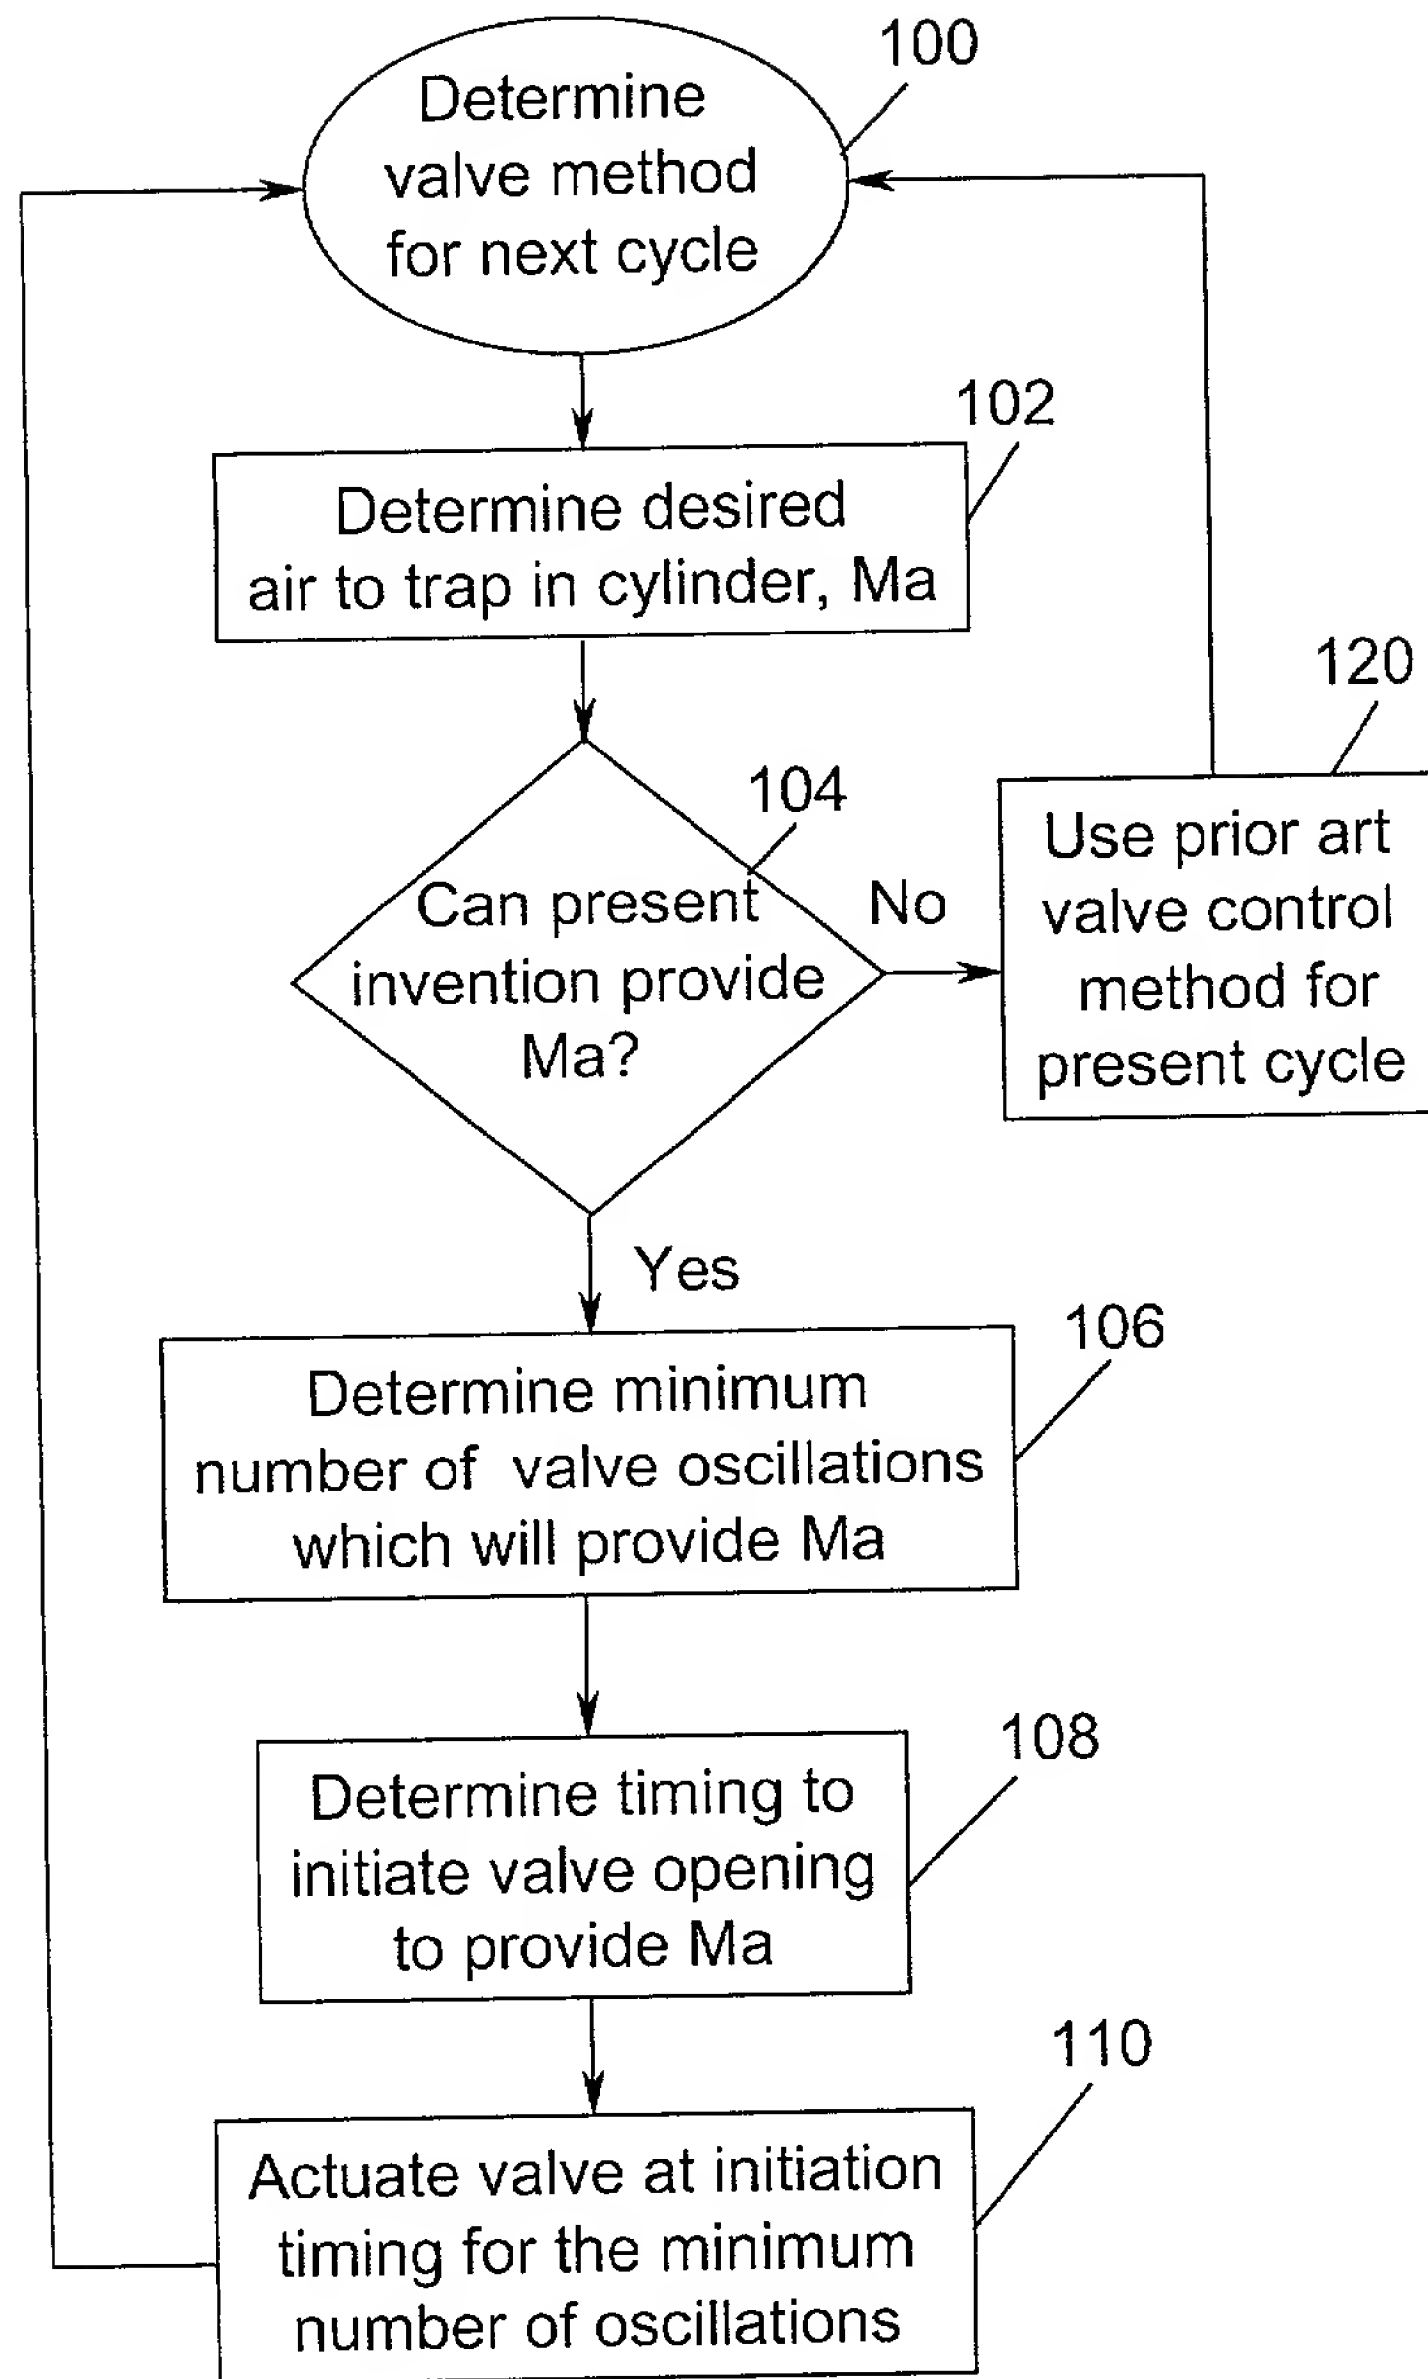 100
Determine
valve method
for next cycle
102
Determine desired
air to trap in cylinder, Ma
120
104
Use prior art
valve control
method for
present cycle
Can present
invention provide
Ma?
No
Yes
106
Determine minimum
number of valve oscillations
which will provide Ma
108
Determine timing to
initiate valve opening
to provide Ma
110
Actuate valve at initiation
timing for the minimum
number of oscillations